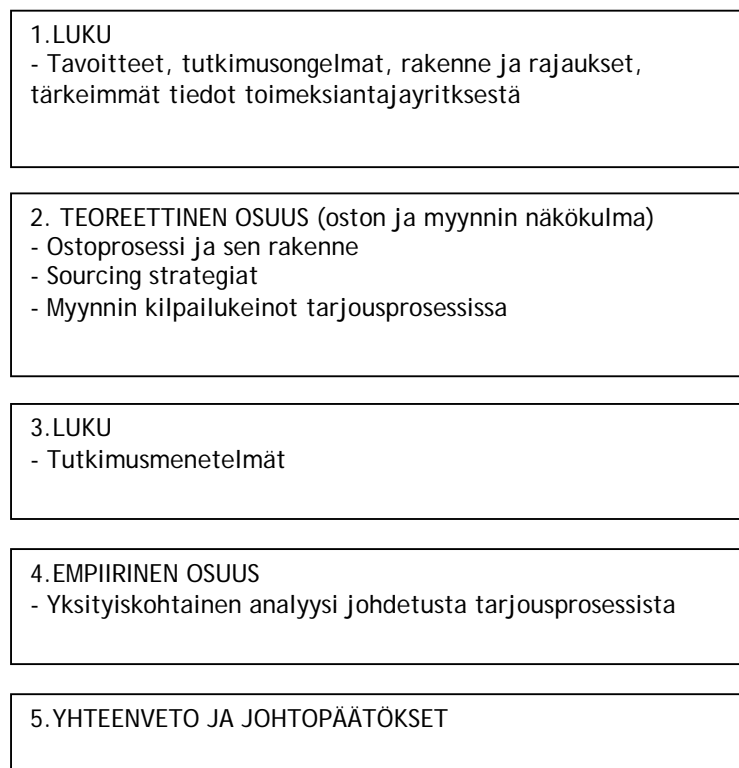 1.LUKU
- Tavoitteet, tutkimusongelmat, rakenne ja rajaukset,
tärkeimmät tiedot toimeksiantajayritksestä
2. TEOREETTINEN OSUUS (oston ja myynnin näkökulma)
- Ostoprosessi ja sen rakenne
- Sourcing strategiat
- Myynnin kilpailukeinot tarjousprosessissa
3.LUKU
- Tutkimusmenetelmät
4.EMPIIRINEN OSUUS
- Yksityiskohtainen analyysi johdetusta tarjousprosessista
5.YHTEENVETO JA JOHTOPÄÄTÖKSET